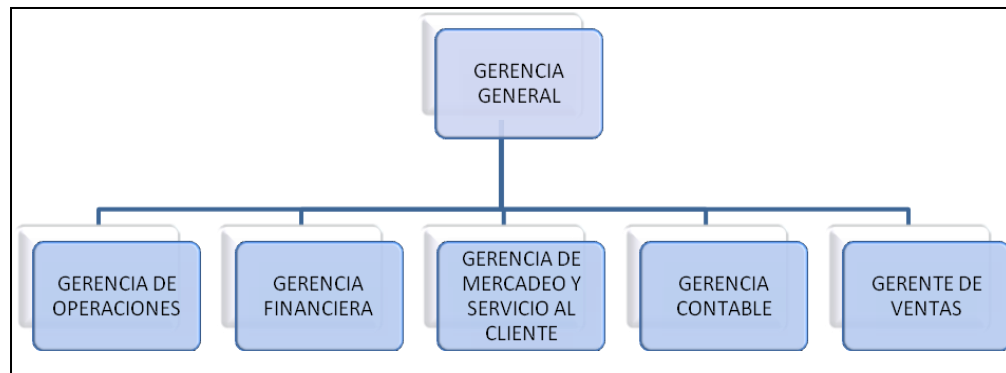 GERENCIA
GENERAL
GERENCIA DE
OPERACIONES
GERENCIA
FINANCIERA
GERENCIA DE
MERCADEO Y
SERVICIO AL
CLIENTE
GERENCIA
CONTABLE
GERENTE DE
VENTAS